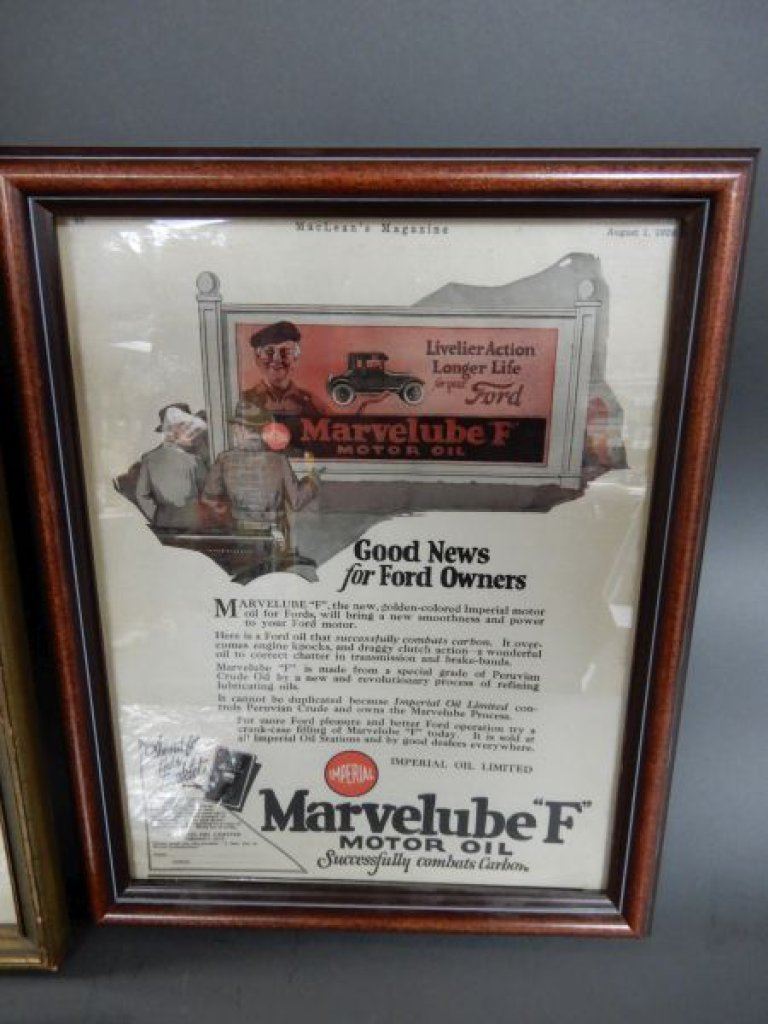 MacLean's Magazine
August 1,
Livelier Action
Longer Life
for your Ford
Marvelube "F"
MOTOR OIL
Good News
for Ford Owners
MARVELUBE "F", the new, golden-colored Imperial motor
oil for Fords, will bring a new smoothness and power
to your Ford motor.
Here is a Ford oil that successfully combats carbon. It over-
comes engine knocks, and draggy clutch action—a wonderful
oil to correct chatter in transmission and brake-bands.
Marvelube "F" is made from a special grade of Peruvian
Crude Oil by a new and revolutionary process of refining
lubricating oils.
It cannot be duplicated because Imperial Oil Limited con-
trols Peruvian Crude and owns the Marvelube Process.
For more Ford pleasure and better Ford operation try a
crank-case filling of Marvelube "F" today. It is sold at
all Imperial Oil Stations and by good dealers everywhere.
IMPERIAL OIL LIMITED
IMPERIAL
Marvelube "F"
MOTOR OIL
Successfully combats Carbon.